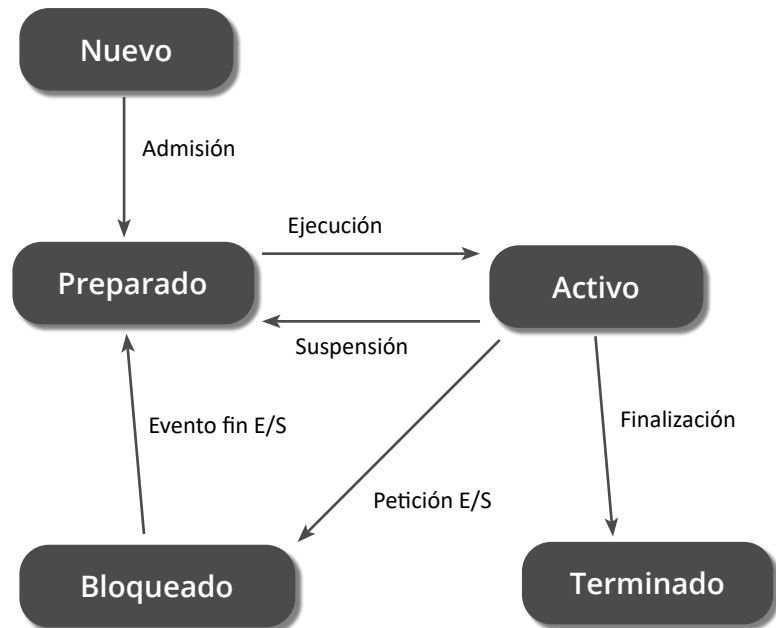 Nuevo
Admisión
Ejecución
Preparado
Activo
Suspensión
Evento fin E/S
Finalización
Petición E/S
Bloqueado
Terminado